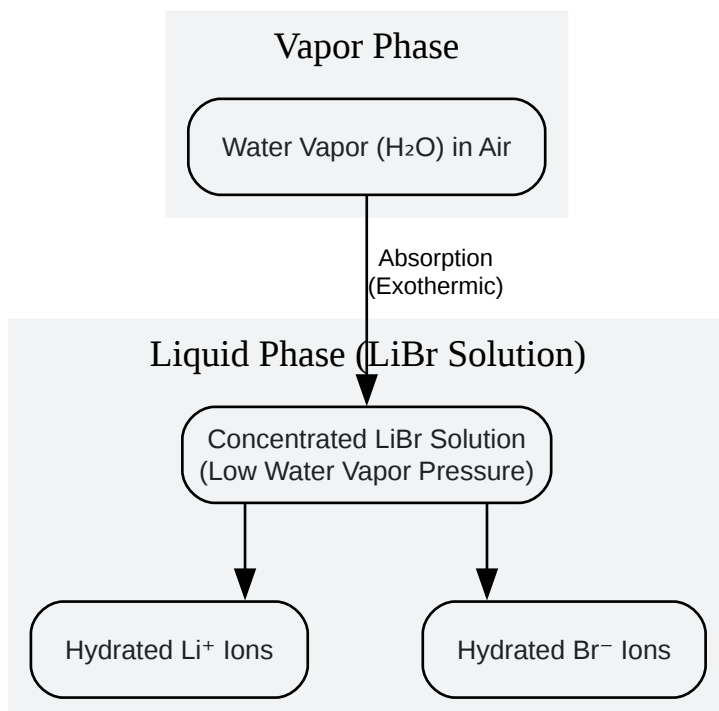 Vapor Phase
Water Vapor (H₂O) in Air
Absorption
(Exothermic)
Liquid Phase (LiBr Solution)
Concentrated LiBr Solution
(Low Water Vapor Pressure)
Hydrated Li⁺ Ions
Hydrated Br⁻ Ions